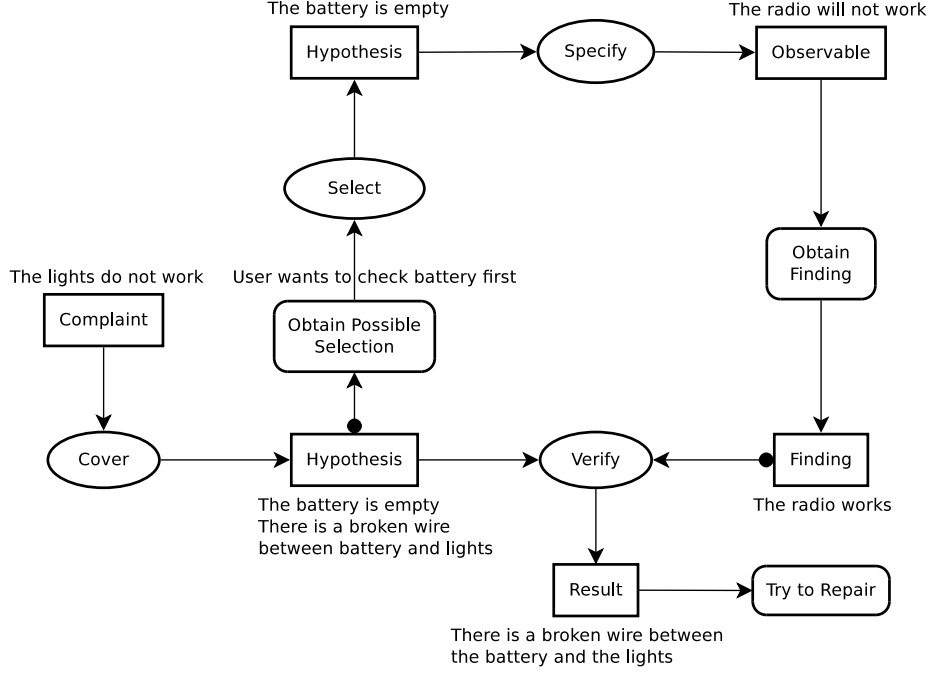 The battery is empty
Hypothesis
Specify
The radio will not work
Observable
Select
Obtain
Finding
The lights do not work
Complaint
User wants to check battery first
Obtain Possible
Selection
Cover
Hypothesis
The battery is empty
There is a broken wire
between battery and lights
Verify
Finding
The radio works
Result
There is a broken wire between
the battery and the lights
Try to Repair